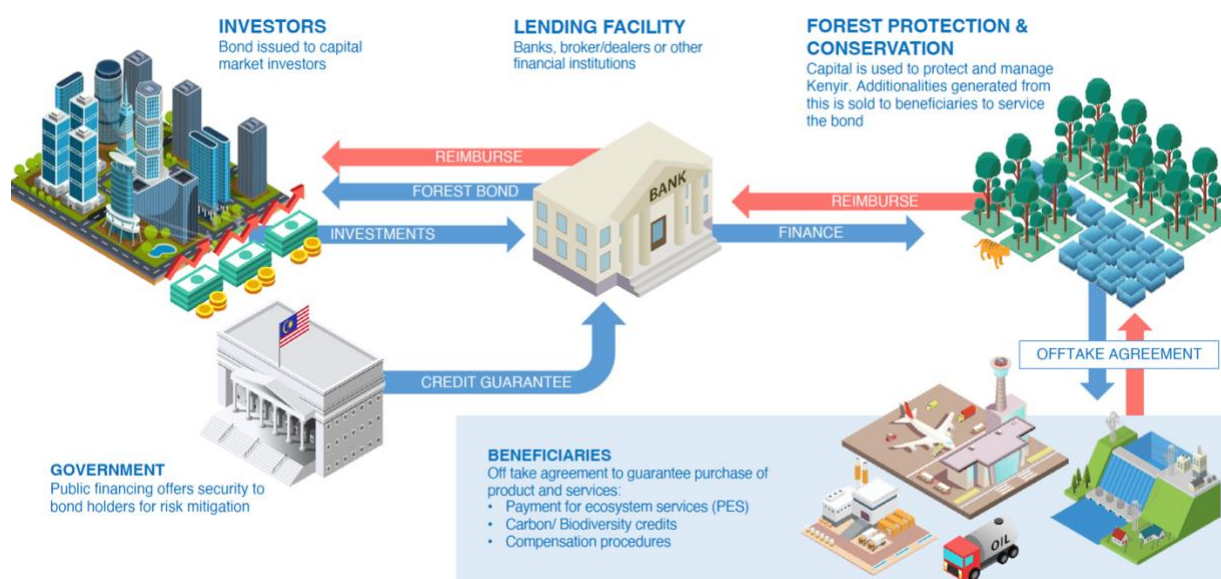 INVESTORS
Bond issued to capital
market investors
LENDING FACILITY
Banks, broker/dealers or other
financial institutions
FOREST PROTECTION &
CONSERVATION
Capital is used to protect and manage
Kenyir. Additionalities generated from
this is sold to beneficiaries to service
the bond
REIMBURSE
FOREST BOND
INVESTMENTS
BANK
REIMBURSE
FINANCE
OFFTAKE AGREEMENT
CREDIT GUARANTEE
GOVERNMENT
Public financing offers security to
bond holders for risk mitigation
BENEFICIARIES
Off take agreement to guarantee purchase of
product and services:
• Payment for ecosystem services (PES)
• Carbon/ Biodiversity credits
• Compensation procedures
OIL